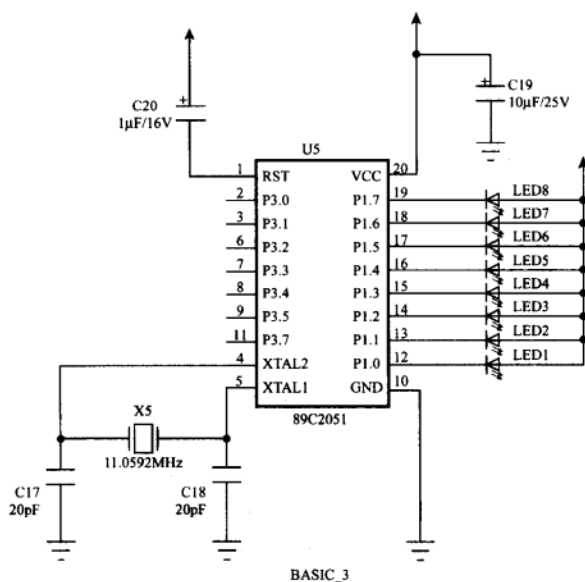 C20
1μF/16V
C19
10μF/25V
U5
1 RST VCC 20
2 P3.0 P1.7 19 LED8
3 P3.1 P1.6 18 LED7
6 P3.2 P1.5 17 LED6
7 P3.3 P1.4 16 LED5
8 P3.4 P1.3 15 LED4
9 P3.5 P1.2 14 LED3
11 P3.7 P1.1 13 LED2
4 XTAL2 P1.0 12 LED1
5 XTAL1 GND 10
89C2051
X5
11.0592MHz
C17
20pF
C18
20pF
BASIC_3
+
+